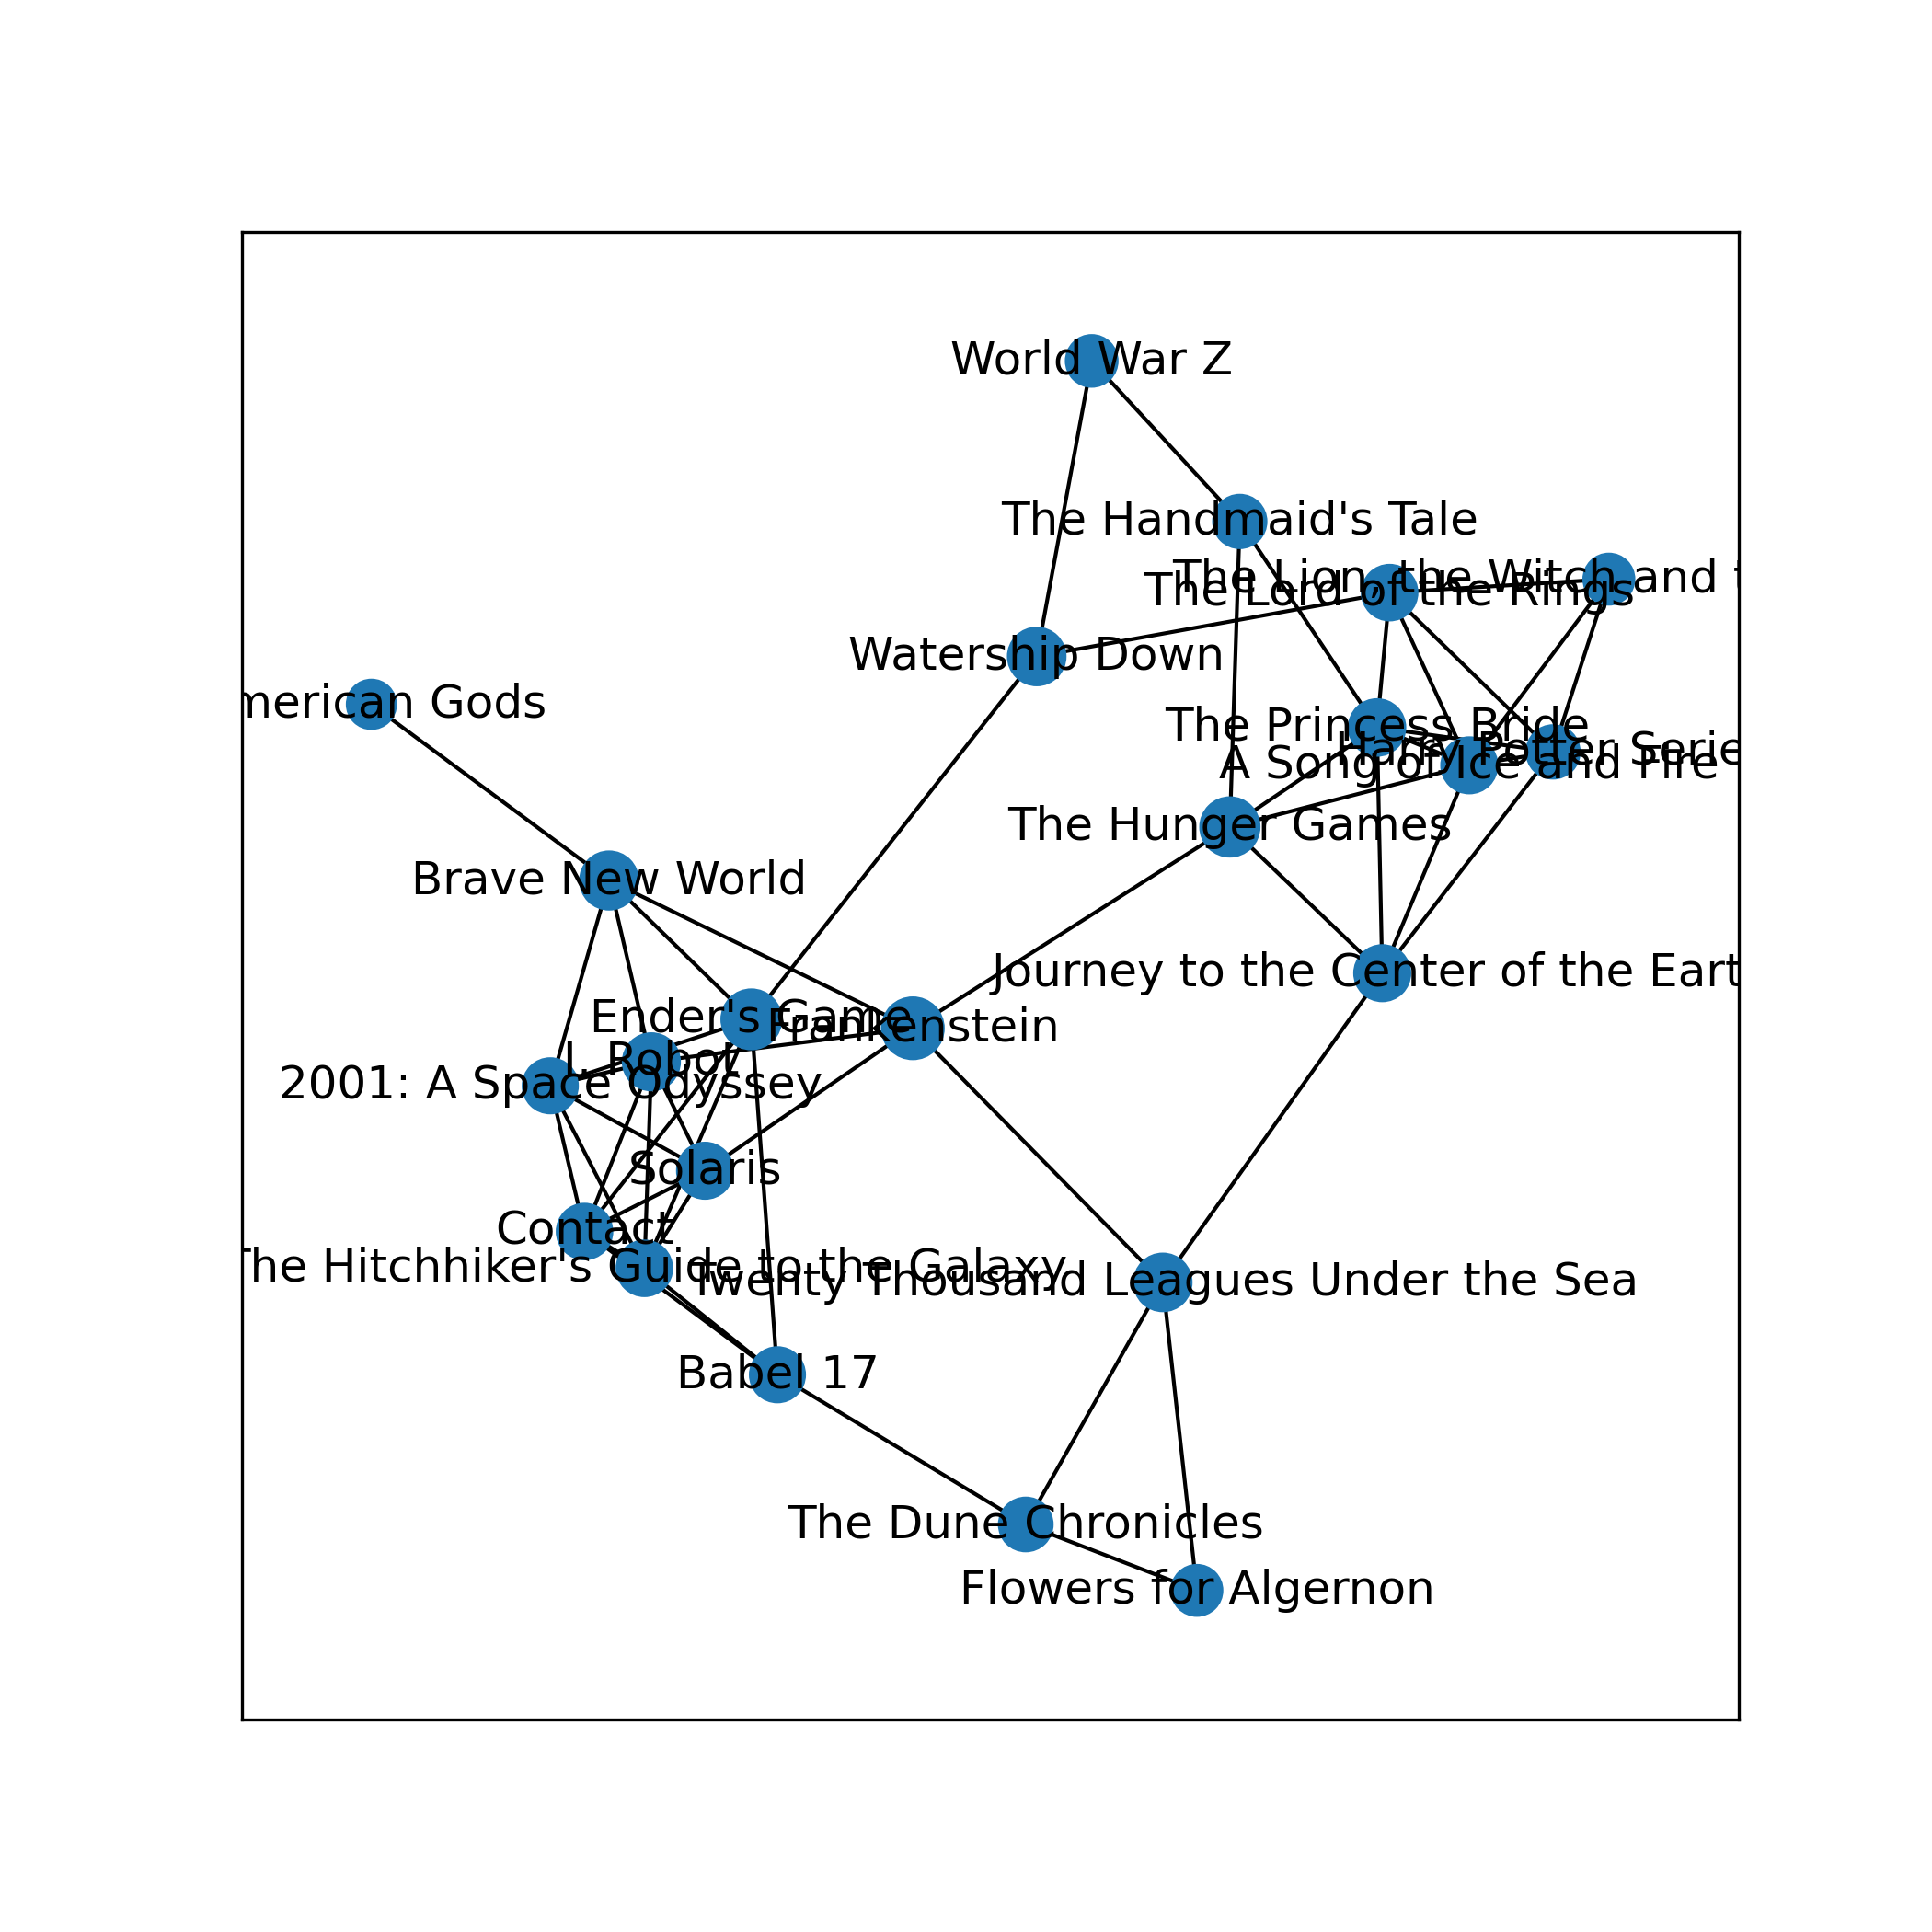 World War Z
The Handmaid's Tale
The Lion, the Witch and t
The Lord of the Rings
Watership Down
merican Gods
The Princess Bride
Harry Potter Serie
A Song of Ice and Fire
The Hunger Games
Brave New World
Journey to the Center of the Eart
Ender's Game
Frankenstein
I, Robot
2001: A Space Odyssey
Solaris
Contact
The Hitchhiker's Guide to the Galaxy
Twenty Thousand Leagues Under the Sea
Babel 17
The Dune Chronicles
Flowers for Algernon